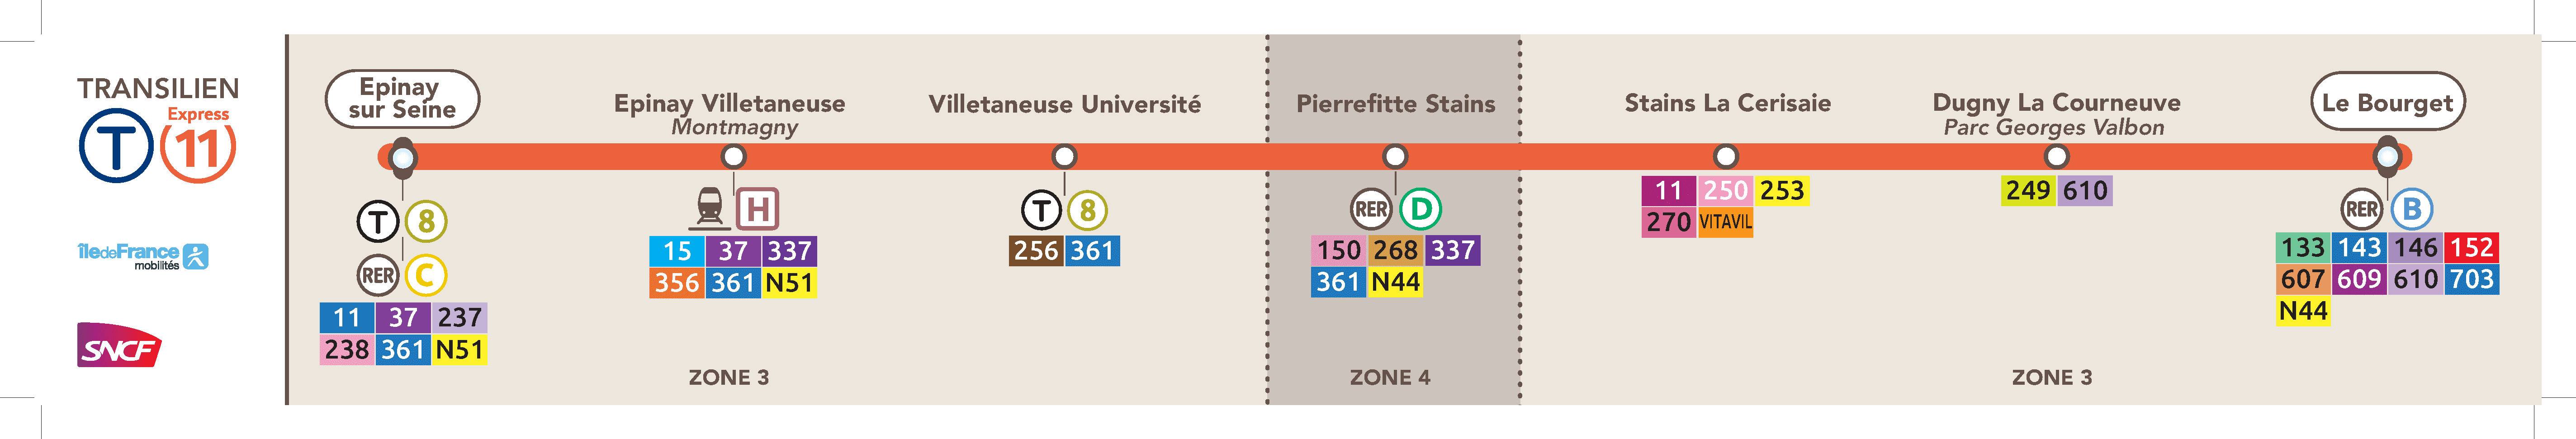 TRANSILIEN
T Express 11
îledeFrance
mobilités
SNCF
Epinay
sur Seine
T 8
RER C
11 37 237
238 361 N51
Epinay Villetaneuse
Montmagny
H
15 37 337
356 361 N51
ZONE 3
Villetaneuse Université
T 8
256 361
Pierrefitte Stains
RER D
150 268 337
361 N44
ZONE 4
Stains La Cerisaie
11 250 253
270 VITAVIL
Dugny La Courneuve
Parc Georges Valbon
249 610
ZONE 3
Le Bourget
RER B
133 143 146 152
607 609 610 703
N44